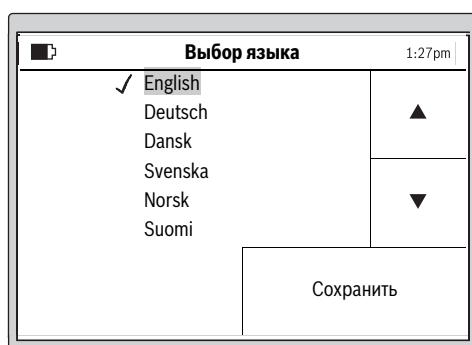 Выбор языка 1:27pm
English
Deutsch
Dansk
Svenska
Norsk
Suomi
Сохранить